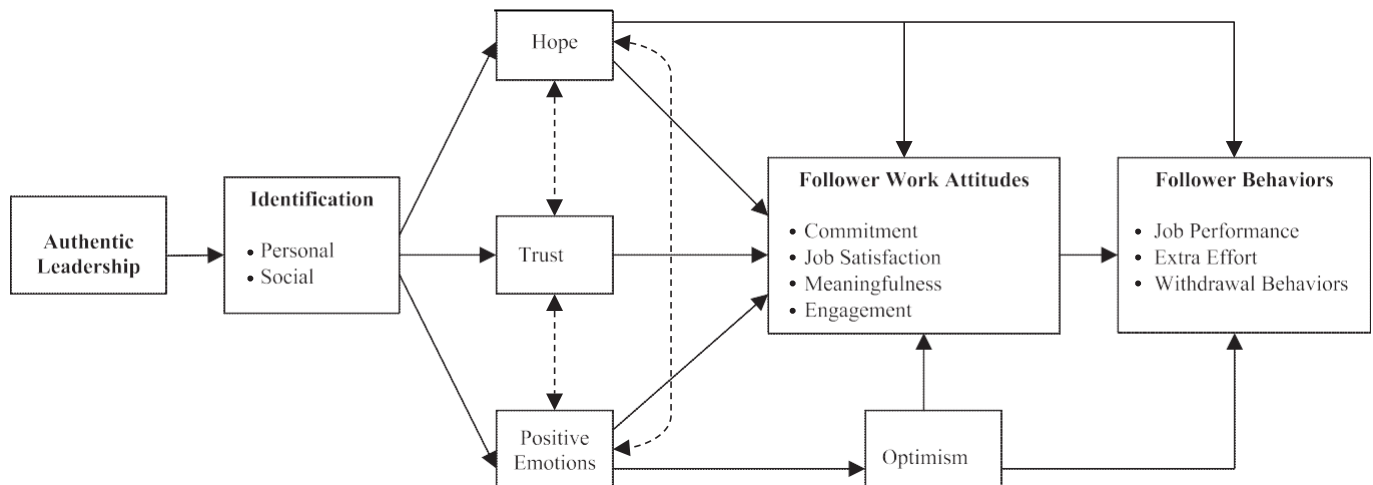 Authentic
Leadership
Identification
• Personal
• Social
Hope
Trust
Positive
Emotions
Follower Work Attitudes
• Commitment
• Job Satisfaction
• Meaningfulness
• Engagement
Optimism
Follower Behaviors
• Job Performance
• Extra Effort
• Withdrawal Behaviors